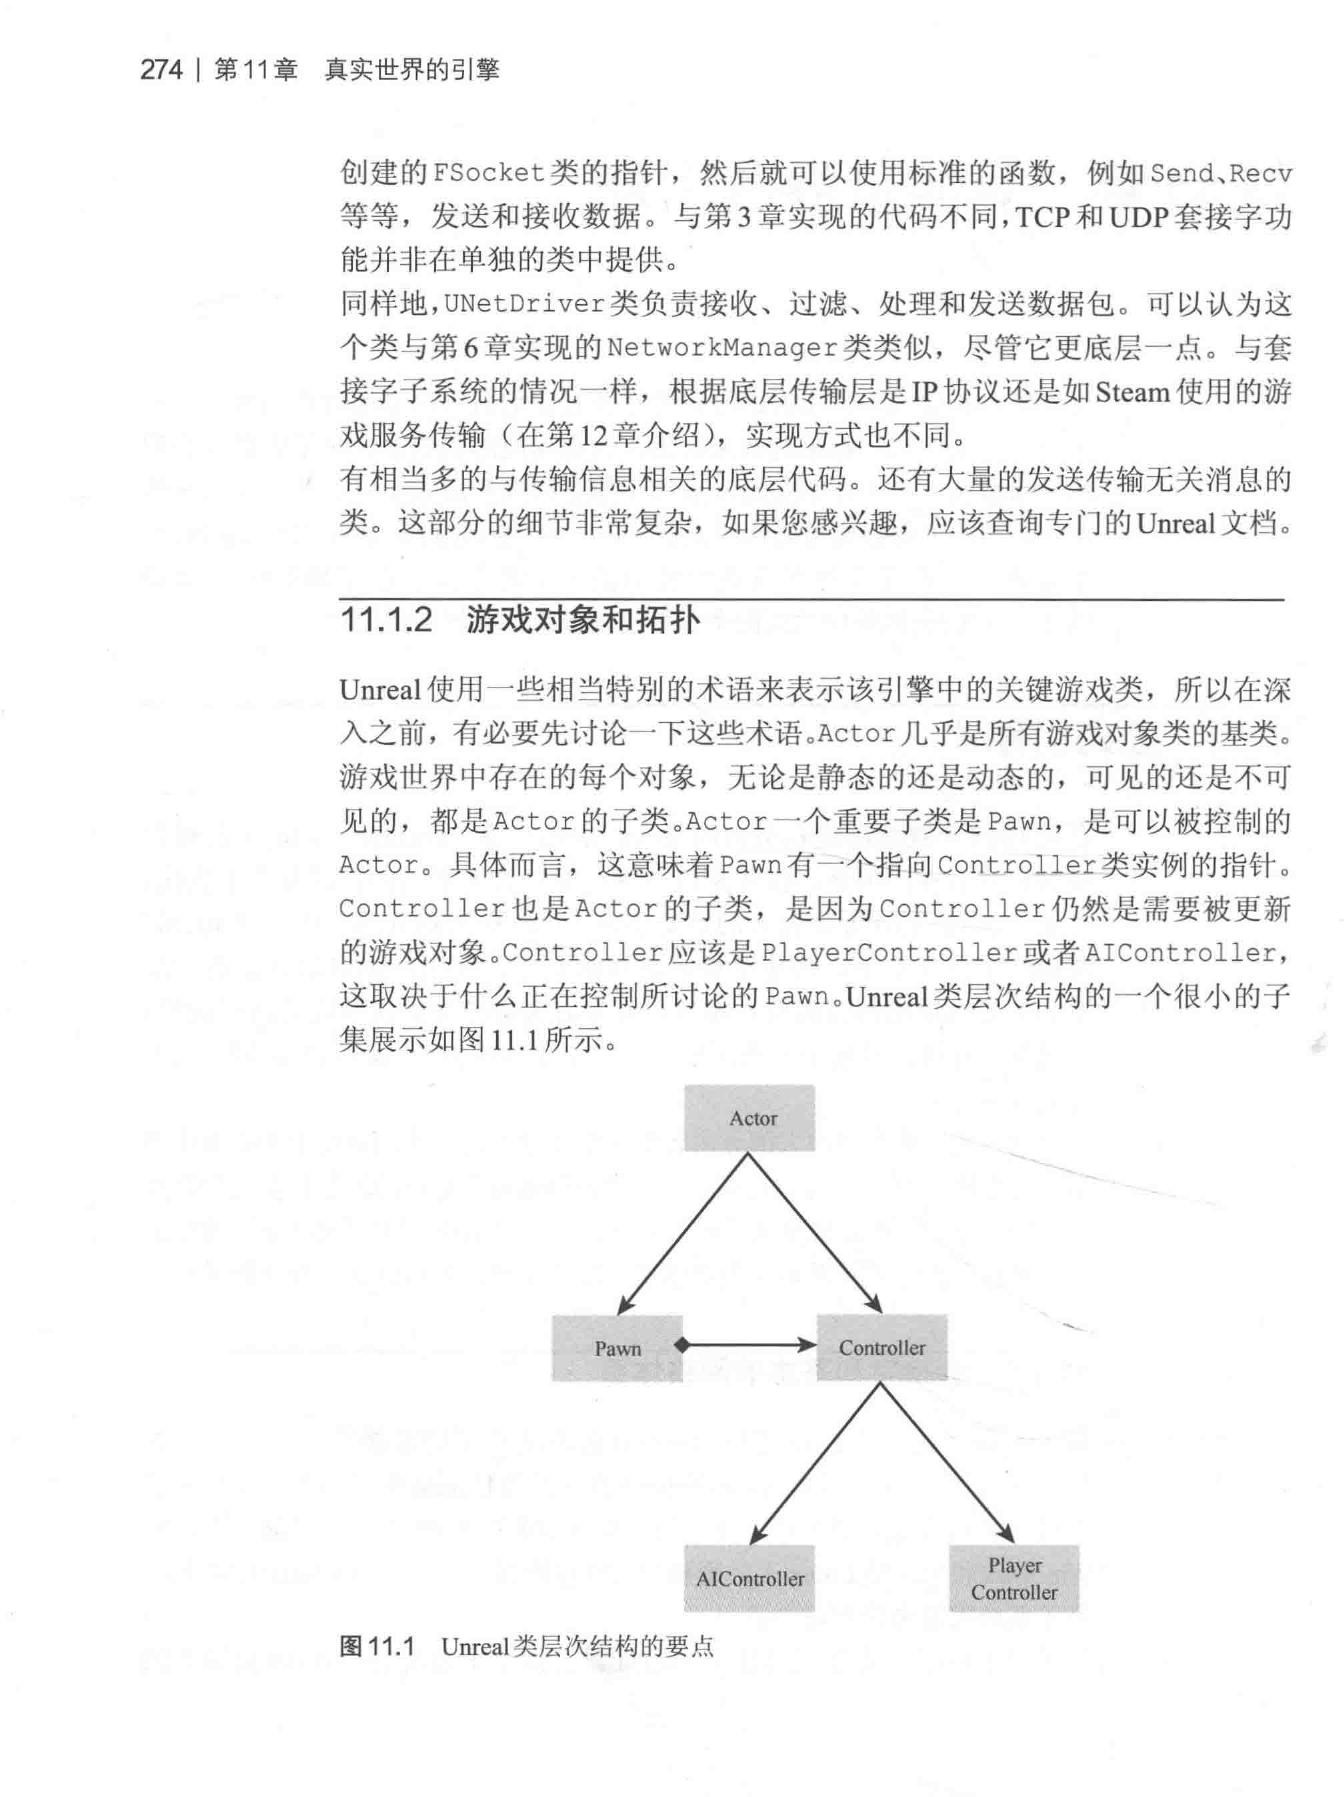 274 | 第11章 真实世界的引擎
创建的FSocket类的指针，然后就可以使用标准的函数，例如Send、Recv
等等，发送和接收数据。与第3章实现的代码不同，TCP和UDP套接字功
能并非在单独的类中提供。
同样地，UNetDriver类负责接收、过滤、处理和发送数据包。可以认为这
个类与第6章实现的NetworkManager类类似，尽管它更底层一点。与套
接字子系统的情况一样，根据底层传输层是IP协议还是如Steam使用的游
戏服务传输（在第12章介绍），实现方式也不同。
有相当多的与传输信息相关的底层代码。还有大量的发送传输无关消息的
类。这部分的细节非常复杂，如果您感兴趣，应该查询专门的Unreal文档。
11.1.2 游戏对象和拓扑
Unreal使用一些相当特别的术语来表示该引擎中的关键游戏类，所以在深
入之前，有必要先讨论一下这些术语。Actor几乎是所有游戏对象类的基类。
游戏世界中存在的每个对象，无论是静态的还是动态的，可见的还是不可
见的，都是Actor的子类。Actor一个重要子类是Pawn，是可以被控制的
Actor。具体而言，这意味着Pawn有一个指向Controller类实例的指针。
Controller也是Actor的子类，是因为Controller仍然是需要被更新
的游戏对象。Controller应该是PlayerController或者AIController，
这取决于什么正在控制所讨论的Pawn。Unreal类层次结构的一个很小的子
集展示如图11.1所示。
Actor
Pawn
Controller
AIController
Player
Controller
图11.1 Unreal类层次结构的要点